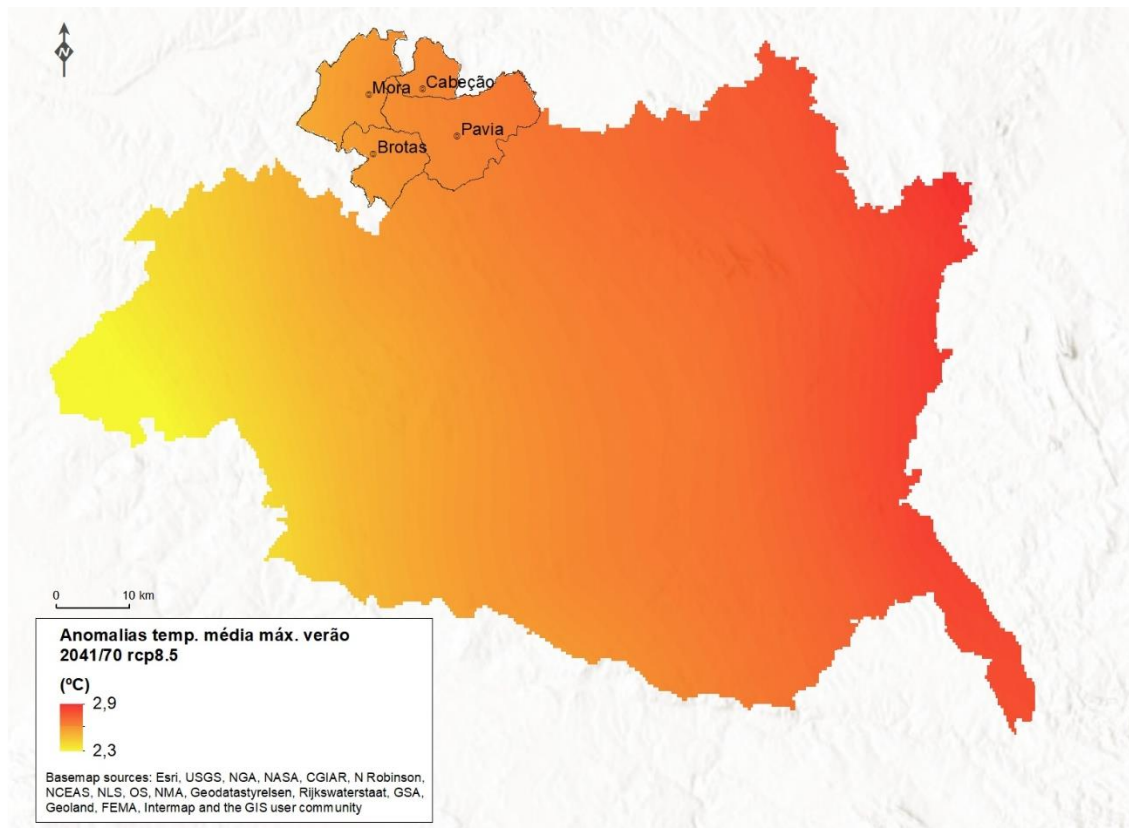 N
Mora
Cabeção
Pavia
Brotas
0 10 km
Anomalias temp. média máx. verão
2041/70 rcp8.5
(ºC)
2,9
2,3
Basemap sources: Esri, USGS, NGA, NASA, CGIAR, N Robinson,
NCEAS, NLS, OS, NMA, Geodatastyrelsen, Rijkswaterstaat, GSA,
Geoland, FEMA, Intermap and the GIS user community